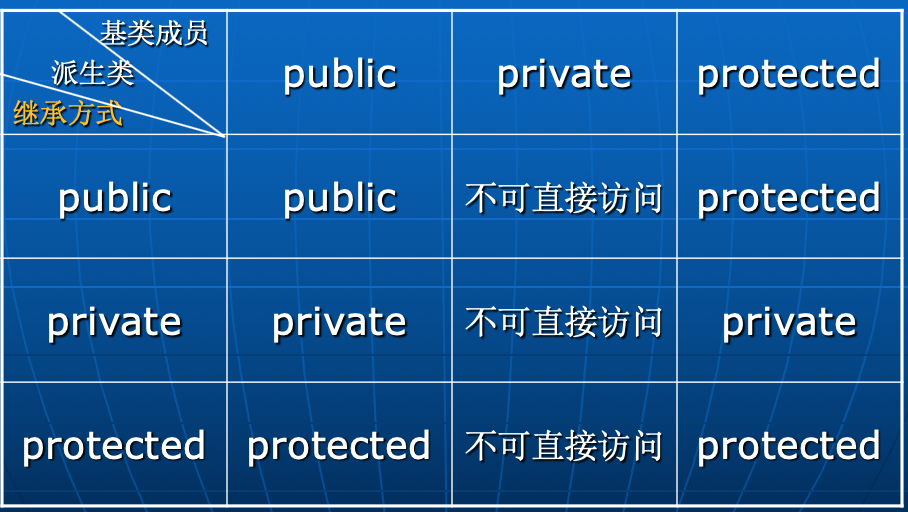 基类成员
派生类
继承方式
public private protected
public public 不可直接访问 protected
private private 不可直接访问 private
protected protected 不可直接访问 protected